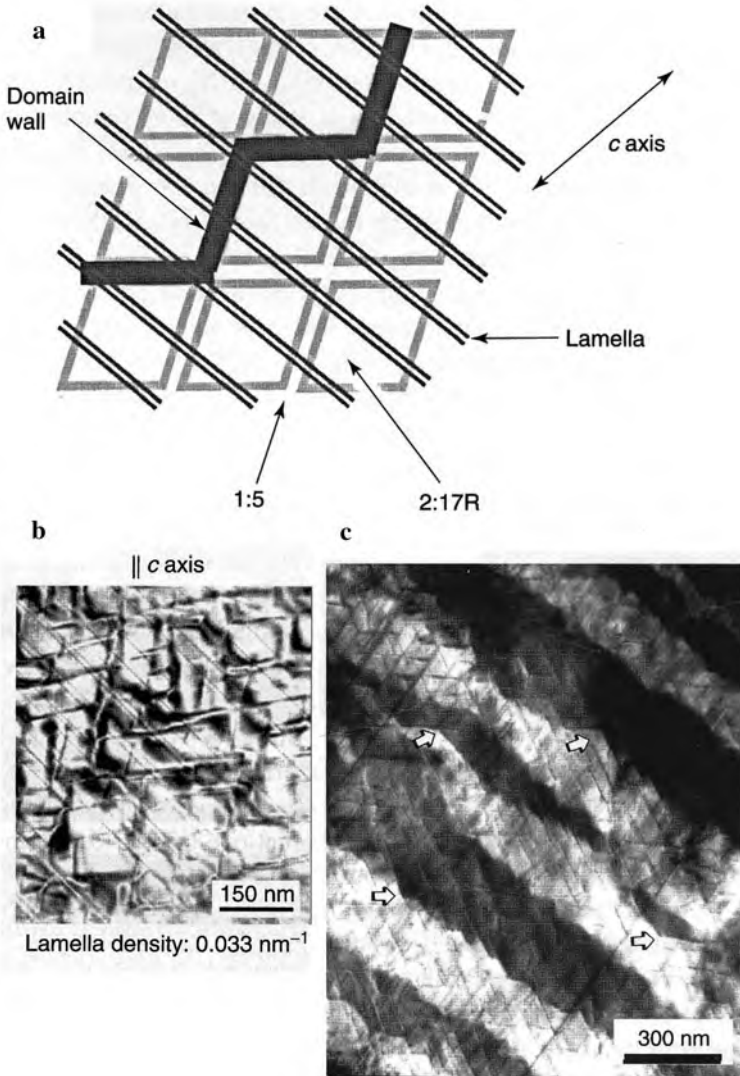 a
Domain
wall
c axis
Lamella
1:5
2:17R
b
c
|| c axis
150 nm
Lamella density: 0.033 nm⁻¹
300 nm